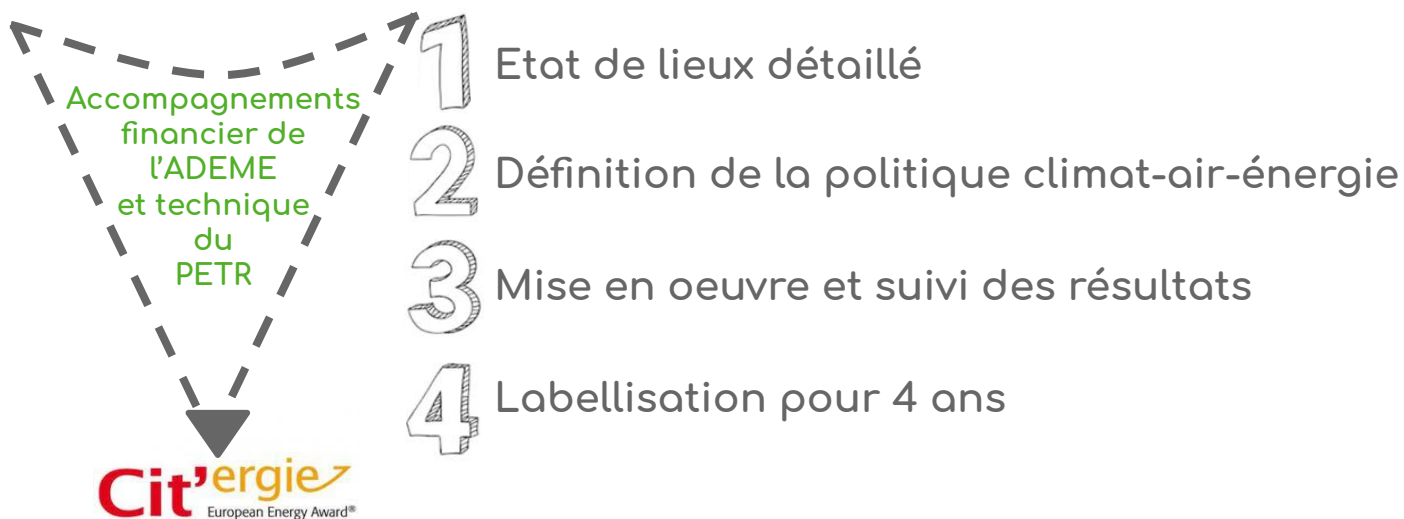 1 Etat de lieux détaillé
Accompagnements
financier de
l'ADEME
et technique
du
PETR
2 Définition de la politique climat-air-énergie
3 Mise en oeuvre et suivi des résultats
4 Labellisation pour 4 ans
Cit'ergie
European Energy Award®